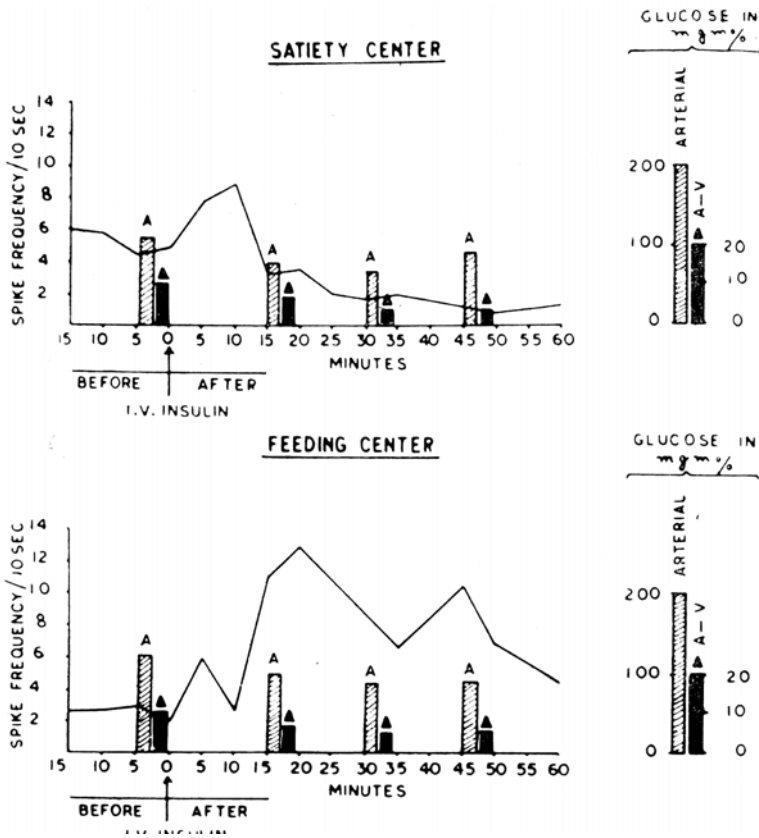 SATIETY CENTER
GLUCOSE IN
mgm%
ARTERIAL
A-V
200
100
0
20
10
0
SPIKE FREQUENCY/10 SEC
14
12
10
8
6
4
2
A
A
A
A
15 10 5 0 5 10 15 20 25 30 35 40 45 50 55 60
MINUTES
BEFORE AFTER
I.V. INSULIN
FEEDING CENTER
GLUCOSE IN
mgm%
ARTERIAL
A-V
200
100
0
20
10
0
SPIKE FREQUENCY/10 SEC
14
12
10
8
6
4
2
A
A
A
A
15 10 5 0 5 10 15 20 25 30 35 40 45 50 55 60
MINUTES
BEFORE AFTER
I.V. INSULIN